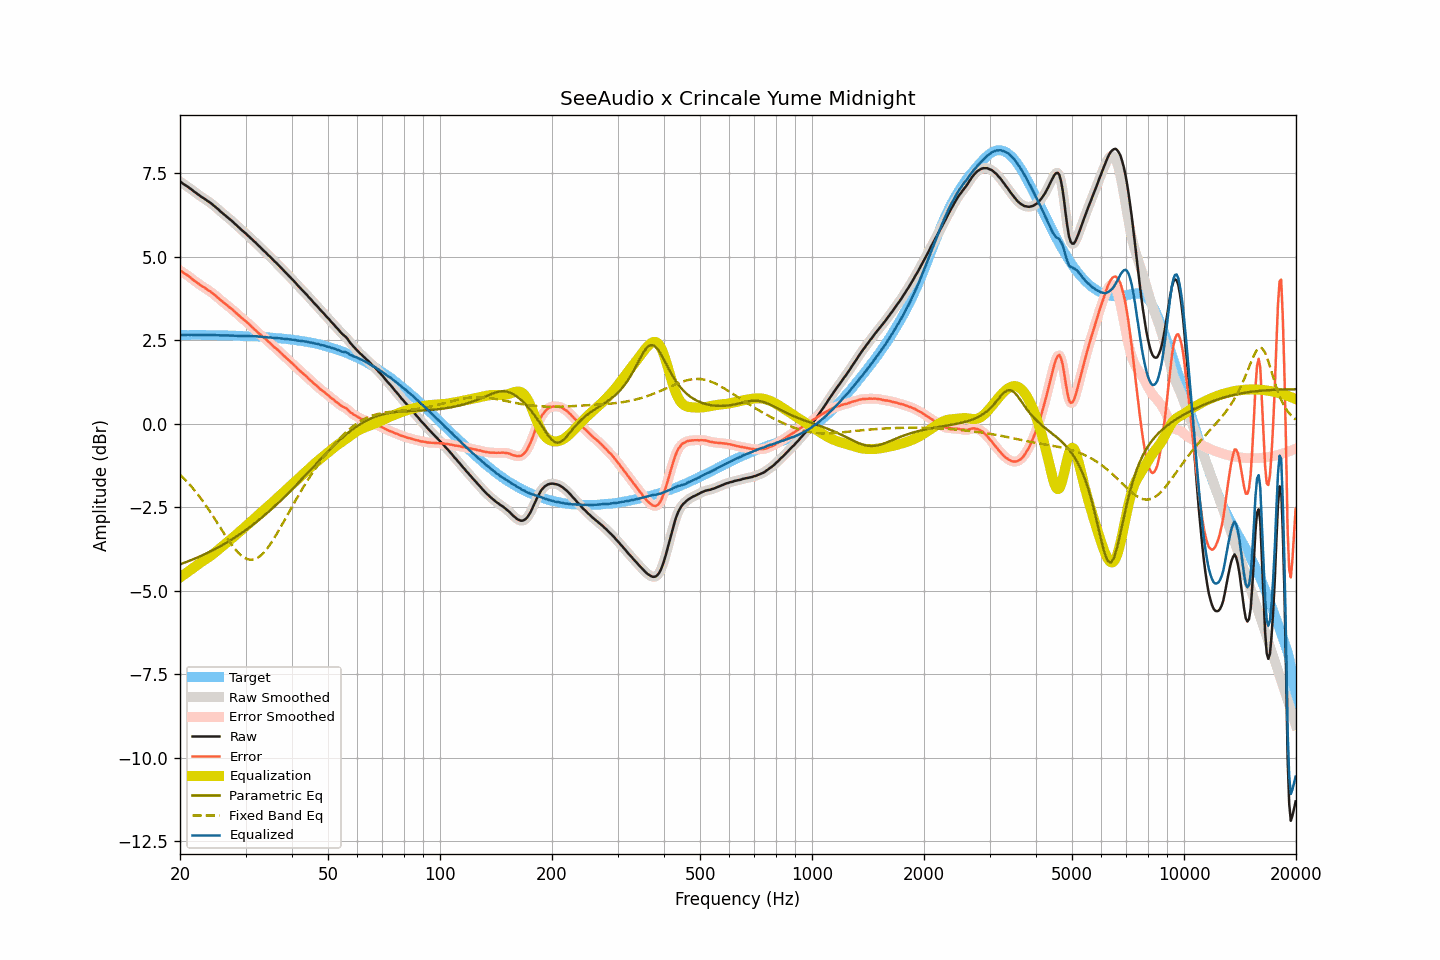 SeeAudio x Crincale Yume Midnight
Amplitude (dBr)
7.5
5.0
2.5
0.0
−2.5
−5.0
−7.5
−10.0
−12.5
Target
Raw Smoothed
Error Smoothed
Raw
Error
Equalization
Parametric Eq
Fixed Band Eq
Equalized
20 50 100 200 500 1000 2000 5000 10000 20000
Frequency (Hz)